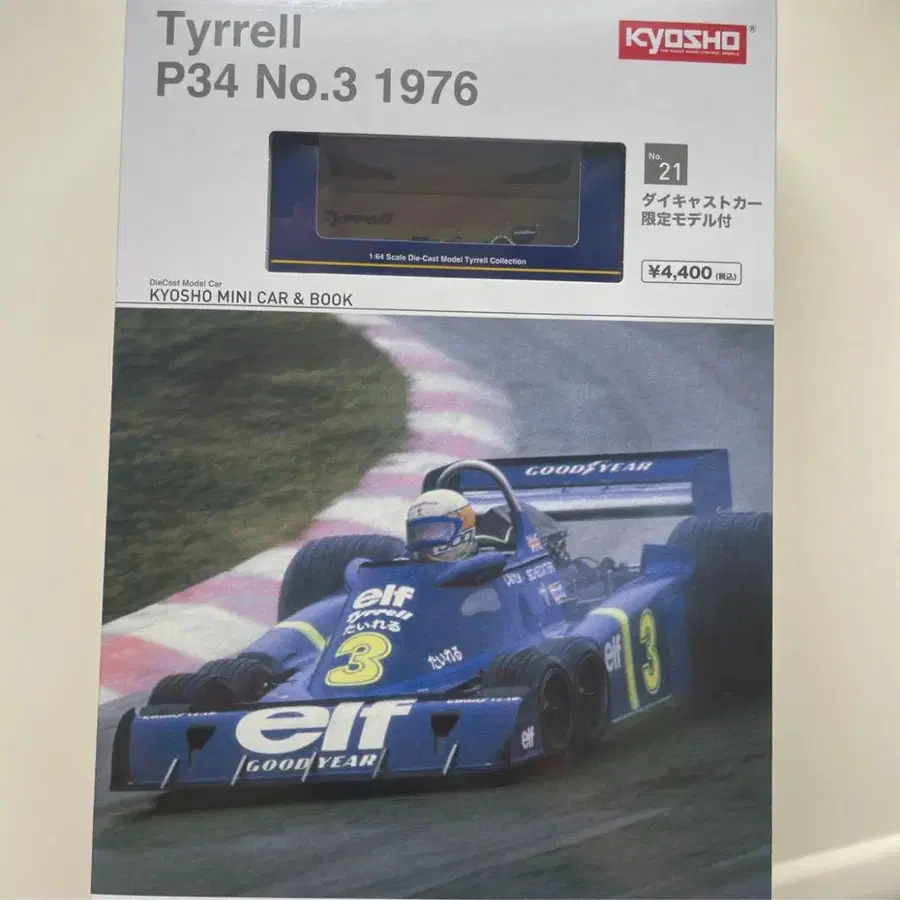 Tyrrell
P34 No.3 1976
KYOSHO
®
No.
21
ダイキャストカー
限定モデル付
¥4,400 (税込)
Tyrrell
1:64 Scale Die-Cast Model Tyrrell Collection
DieCast Model Car
KYOSHO MINI CAR & BOOK
GOODYEAR
elf
Tyrrell
たいれる
3
たいれる
elf
3
GOODYEAR
elf
GOODYEAR
elf